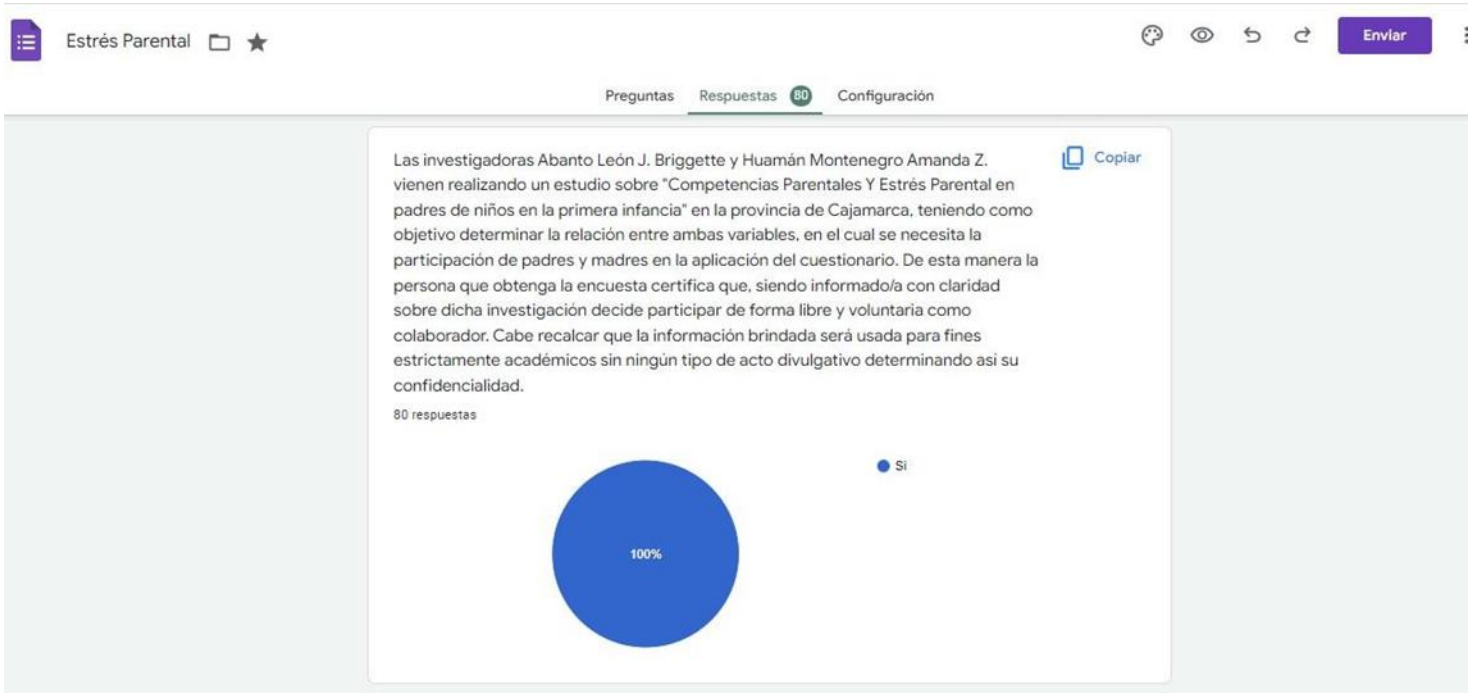 Estrés Parental
Enviar
Preguntas Respuestas 80 Configuración
Las investigadoras Abanto León J. Briggette y Huamán Montenegro Amanda Z.
Copiar
vienen realizando un estudio sobre "Competencias Parentales Y Estrés Parental en
padres de niños en la primera infancia" en la provincia de Cajamarca, teniendo como
objetivo determinar la relación entre ambas variables, en el cual se necesita la
participación de padres y madres en la aplicación del cuestionario. De esta manera la
persona que obtenga la encuesta certifica que, siendo informado/a con claridad
sobre dicha investigación decide participar de forma libre y voluntaria como
colaborador. Cabe recalcar que la información brindada será usada para fines
estrictamente académicos sin ningún tipo de acto divulgativo determinando así su
confidencialidad.
80 respuestas
Si
100%